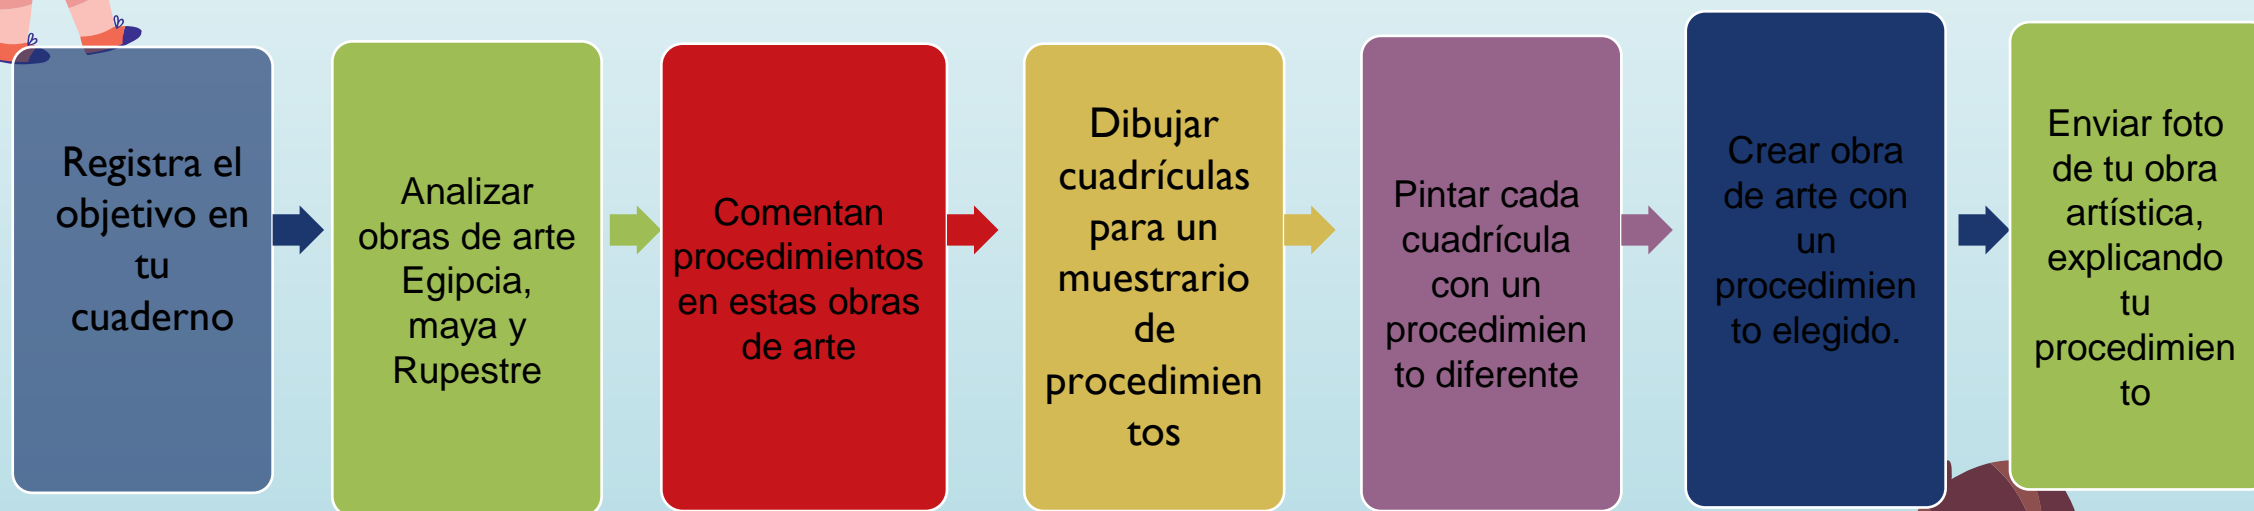 Registra el
objetivo en
tu
cuaderno
Analizar
obras de arte
Egipcia,
maya y
Rupestre
Comentan
procedimientos
en estas obras
de arte
Dibujar
cuadrículas
para un
muestrario
de
procedimien
tos
Pintar cada
cuadrícula
con un
procedimien
to diferente
Crear obra
de arte con
un
procedimien
to elegido.
Enviar foto
de tu obra
artística,
explicando
tu
procedimien
to